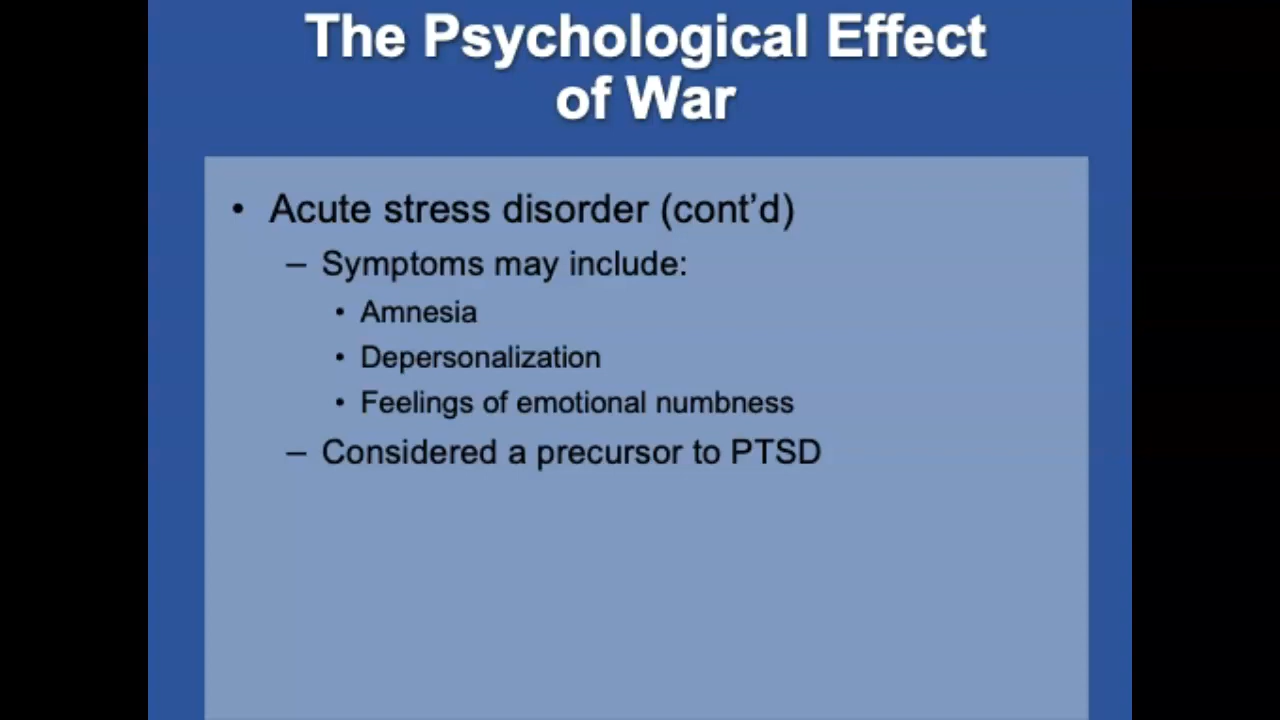 The Psychological Effect
of War
• Acute stress disorder (cont’d)
– Symptoms may include:
• Amnesia
• Depersonalization
• Feelings of emotional numbness
– Considered a precursor to PTSD